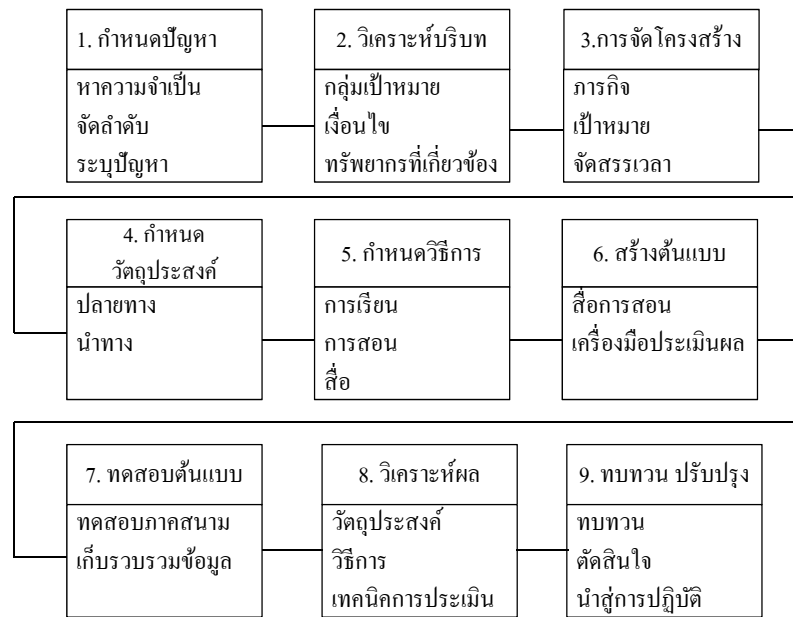 1. กำหนดปัญหา
หาความจำเป็น
จัดลำดับ
ระบุปัญหา
2. วิเคราะห์บริบท
กลุ่มเป้าหมาย
เงื่อนไข
ทรัพยากรที่เกี่ยวข้อง
3.การจัดโครงสร้าง
ภารกิจ
เป้าหมาย
จัดสรรเวลา
4. กำหนด
วัตถุประสงค์
ปลายทาง
นำทาง
5. กำหนดวิธีการ
การเรียน
การสอน
สื่อ
6. สร้างต้นแบบ
สื่อการสอน
เครื่องมือประเมินผล
7. ทดสอบต้นแบบ
ทดสอบภาคสนาม
เก็บรวบรวมข้อมูล
8. วิเคราะห์ผล
วัตถุประสงค์
วิธีการ
เทคนิคการประเมิน
9. ทบทวน ปรับปรุง
ทบทวน
ตัดสินใจ
นำสู่การปฏิบัติ